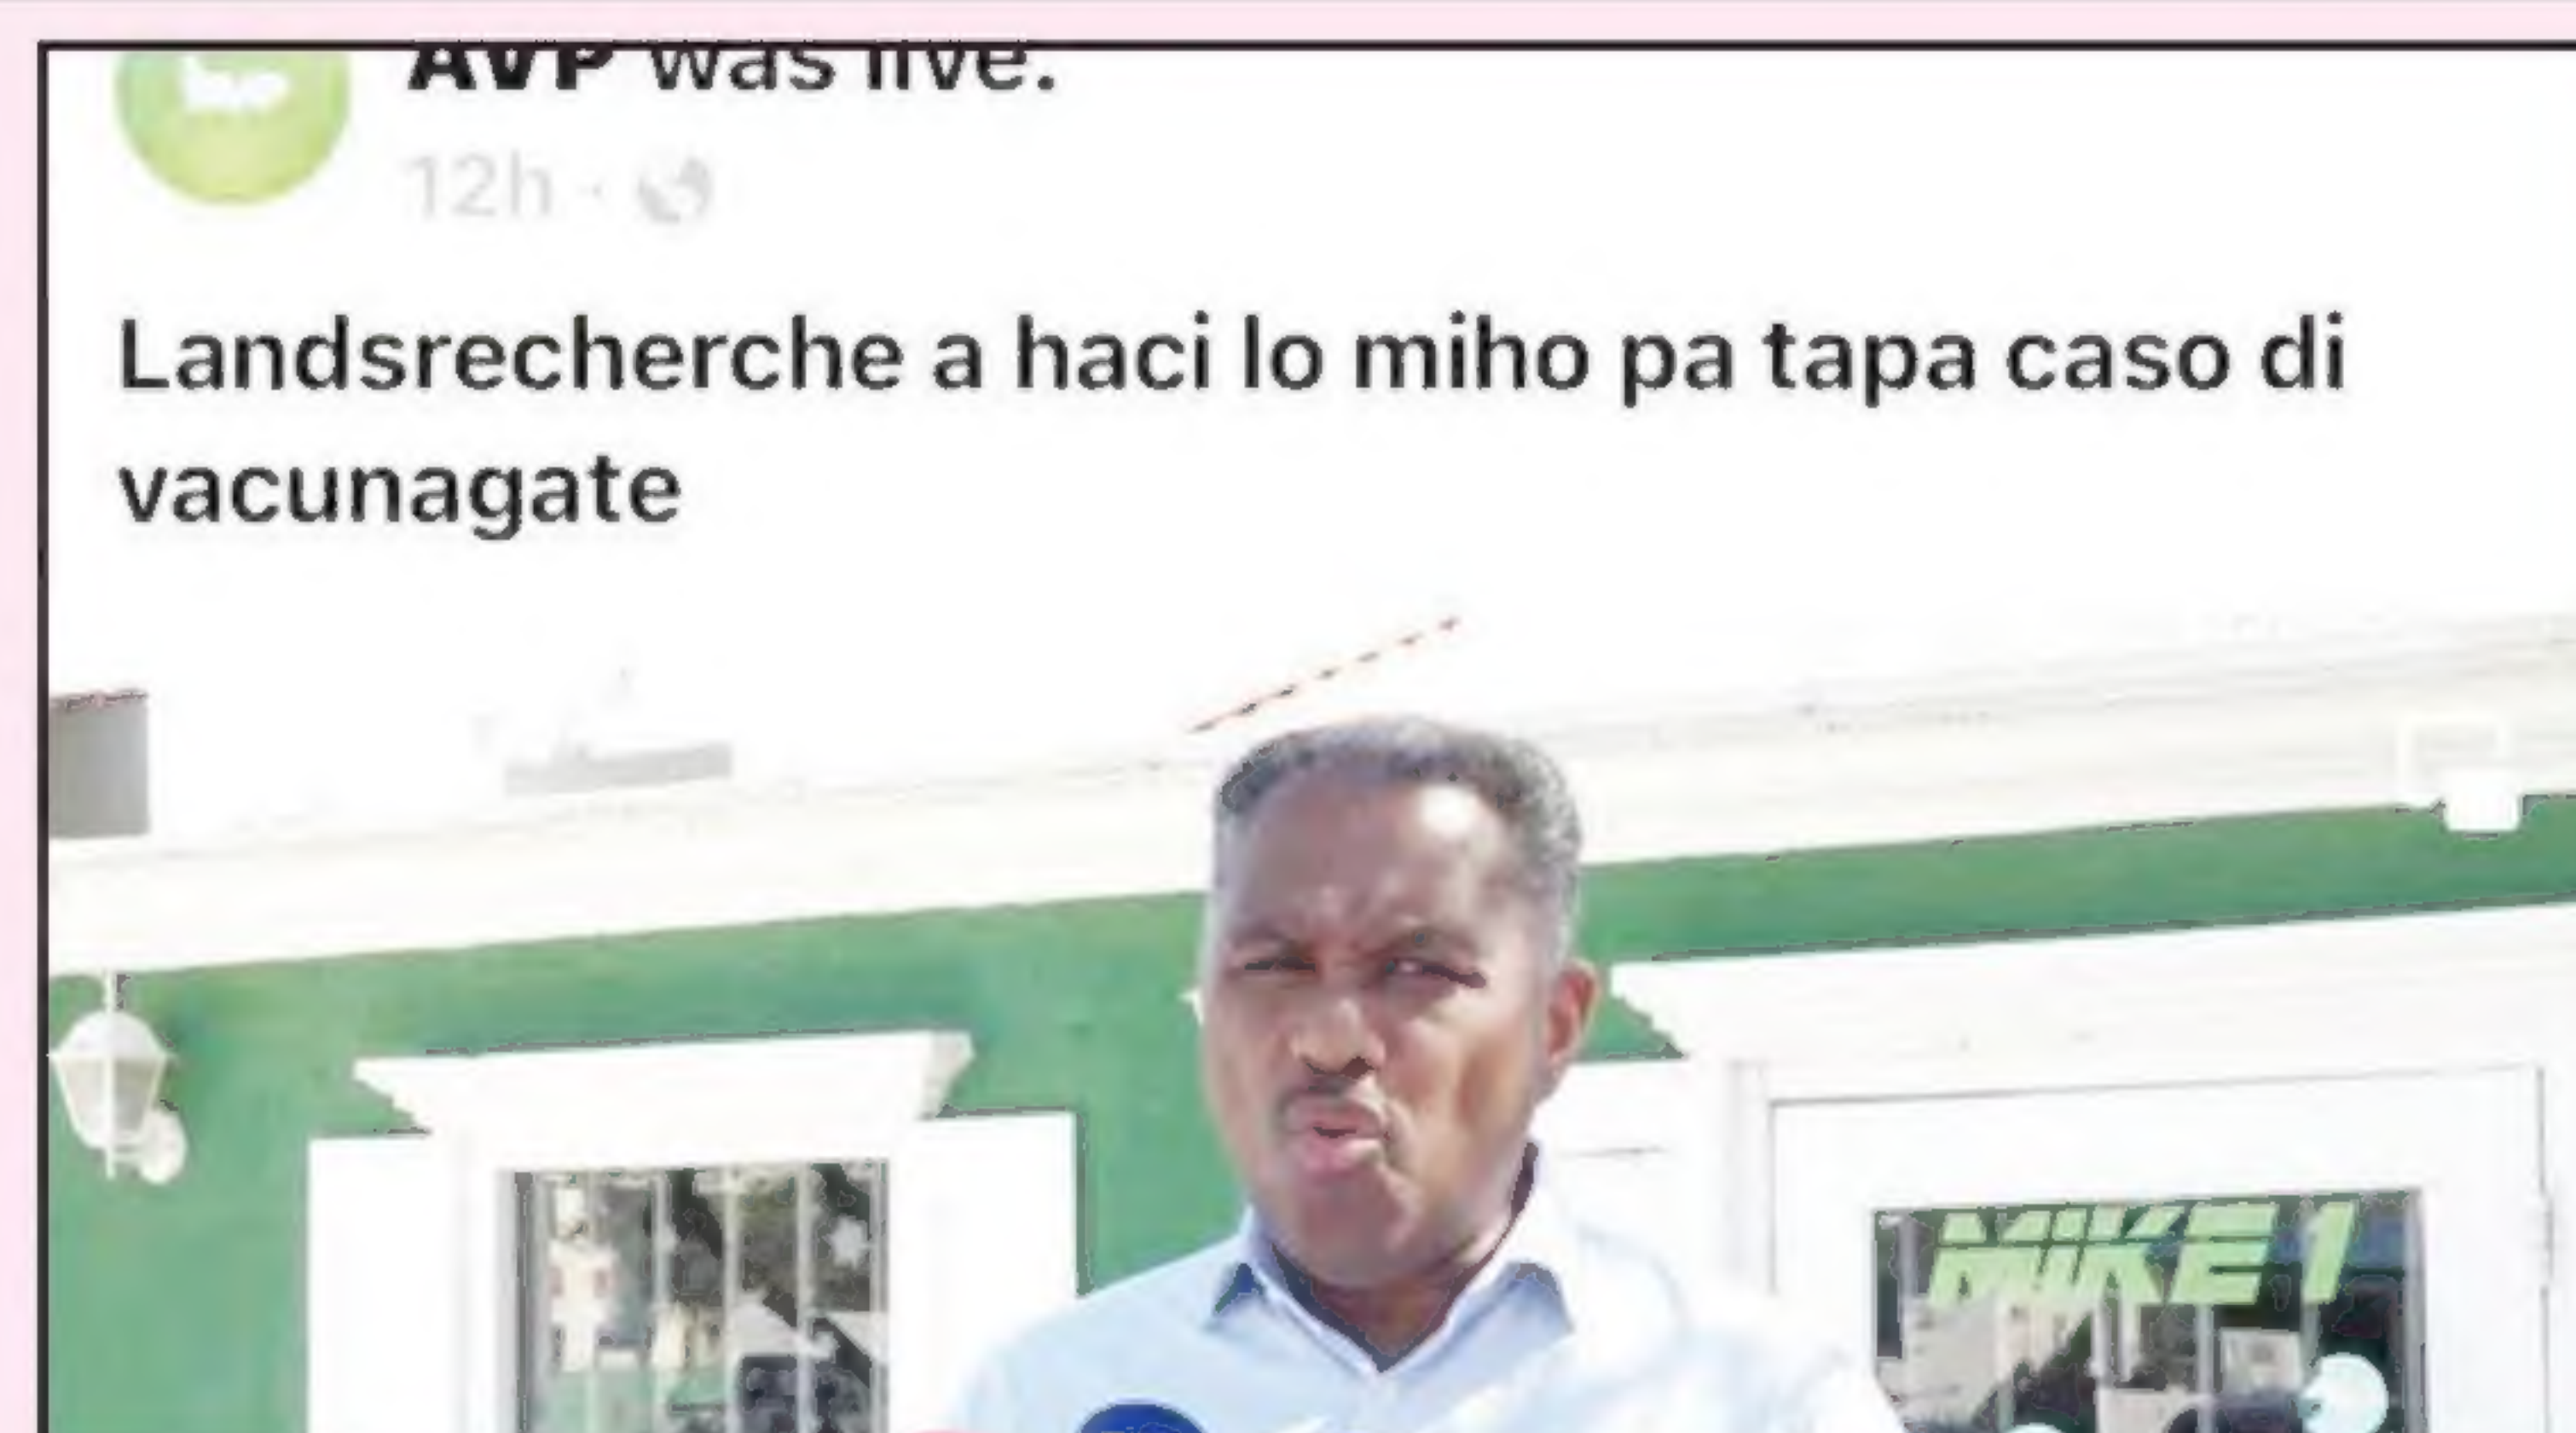 AVP was live.
12h ·
Landsrecherche a haci lo miho pa tapa caso di
vacunagate
MIKE 1